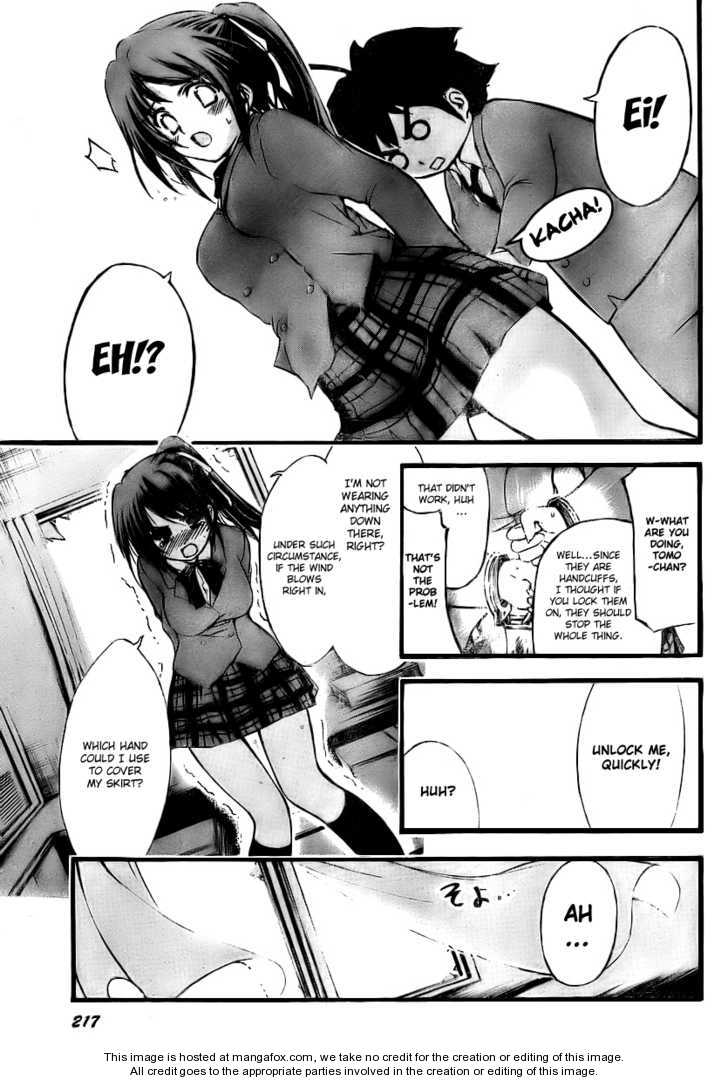 Ei!
KACHA!
EH!?
W-WHAT
ARE YOU
DOING,
TOMO
-CHAN?
WELL...SINCE
THEY ARE
HANDCUFFS,
I THOUGHT IF
YOU LOCK THEM
ON, THEY SHOULD
STOP THE
WHOLE THING.
THAT DIDN'T
WORK, HUH
...
THAT'S
NOT
THE
PROB
-LEM!
UNLOCK ME,
QUICKLY!
HUH?
I'M NOT
WEARING
ANYTHING
DOWN
THERE,
RIGHT?
UNDER SUCH
CIRCUMSTANCE,
IF THE WIND
BLOWS
RIGHT IN,
WHICH HAND
COULD I USE
TO COVER
MY SKIRT?
AH
...
そよ...
217
This image is hosted at mangafox.com, we take no credit for the creation or editing of this image.
All credit goes to the appropriate parties involved in the creation or editing of this image.